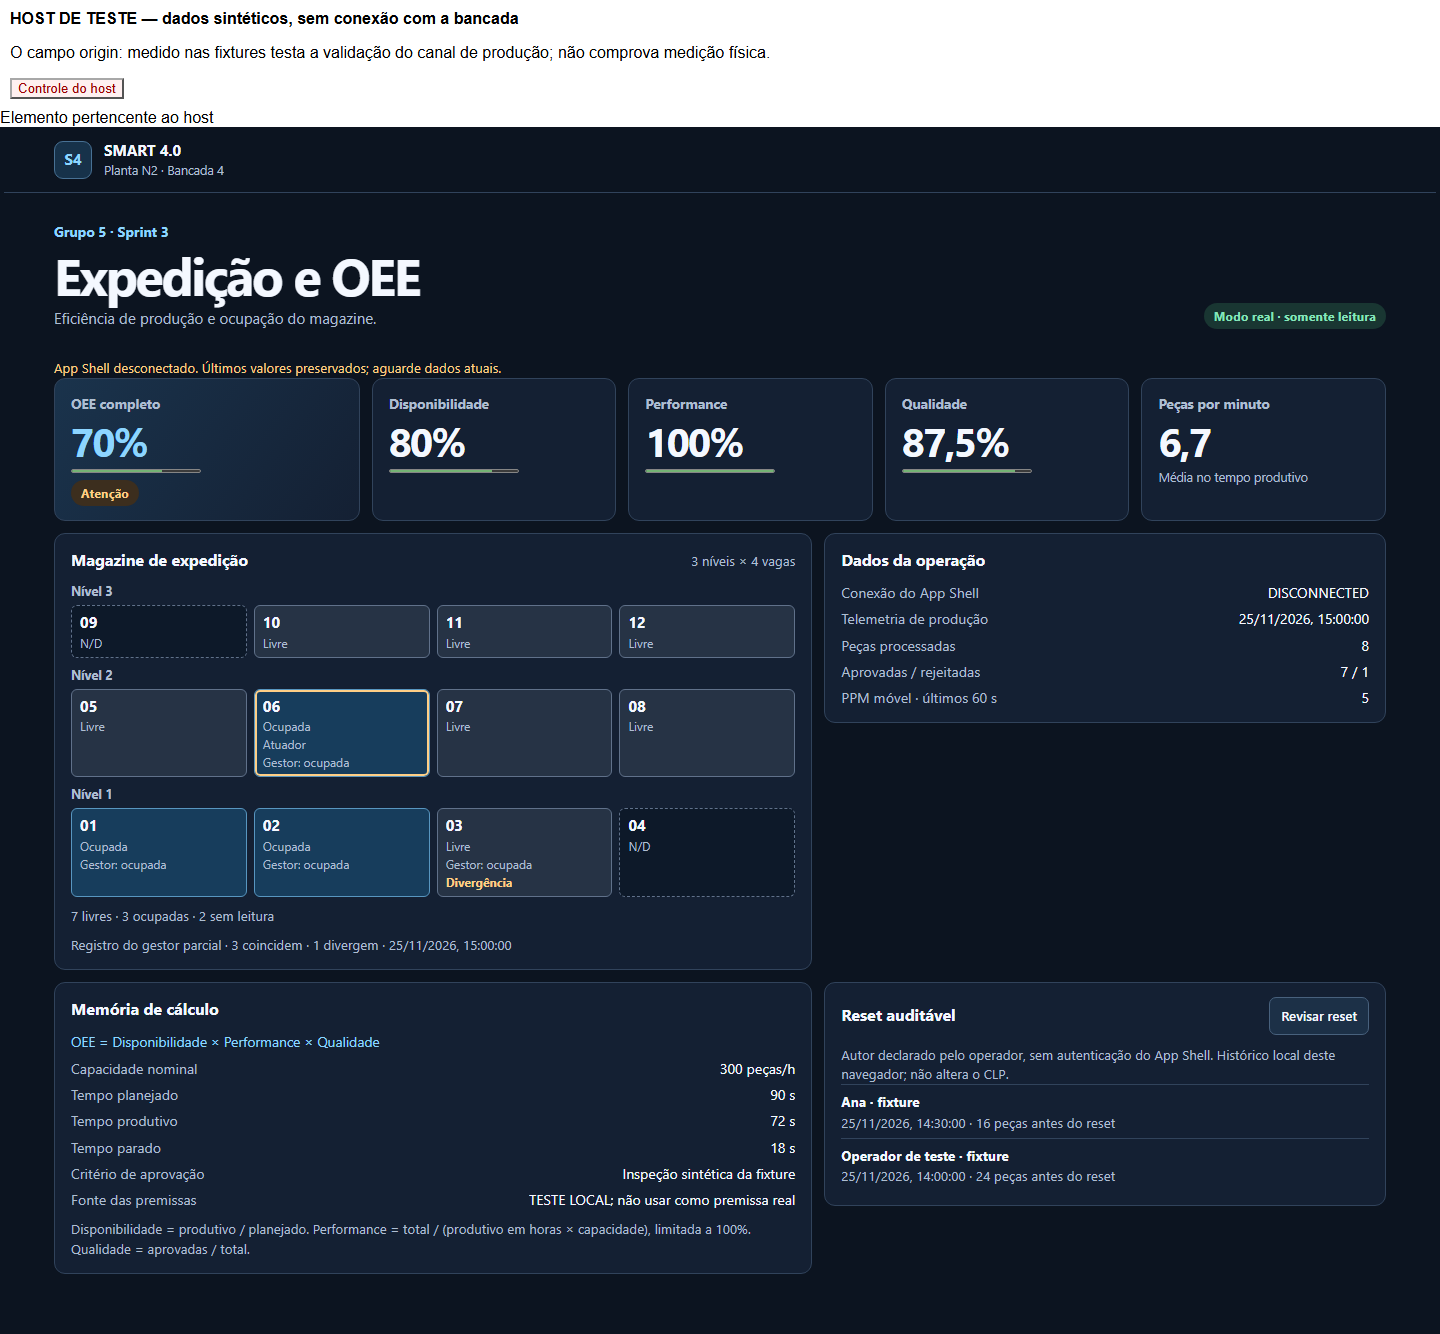 HOST DE TESTE — dados sintéticos, sem conexão com a bancada
O campo origin: medido nas fixtures testa a validação do canal de produção; não comprova medição física.
Controle do host
Elemento pertencente ao host
S4
SMART 4.0
Planta N2 · Bancada 4
Grupo 5 · Sprint 3
Expedição e OEE
Eficiência de produção e ocupação do magazine.
Modo real · somente leitura
App Shell desconectado. Últimos valores preservados; aguarde dados atuais.
OEE completo
70%
Atenção
Disponibilidade
80%
Performance
100%
Qualidade
87,5%
Peças por minuto
6,7
Média no tempo produtivo
Magazine de expedição
3 níveis × 4 vagas
Nível 3
09
N/D
10
Livre
11
Livre
12
Livre
Nível 2
05
Livre
06
Ocupada
Atuador
Gestor: ocupada
07
Livre
08
Livre
Nível 1
01
Ocupada
Gestor: ocupada
02
Ocupada
Gestor: ocupada
03
Livre
Gestor: ocupada
Divergência
04
N/D
7 livres · 3 ocupadas · 2 sem leitura
Registro do gestor parcial · 3 coincidem · 1 divergem · 25/11/2026, 15:00:00
Dados da operação
Conexão do App Shell DISCONNECTED
Telemetria de produção 25/11/2026, 15:00:00
Peças processadas 8
Aprovadas / rejeitadas 7 / 1
PPM móvel · últimos 60 s 5
Memória de cálculo
OEE = Disponibilidade × Performance × Qualidade
Capacidade nominal 300 peças/h
Tempo planejado 90 s
Tempo produtivo 72 s
Tempo parado 18 s
Critério de aprovação Inspeção sintética da fixture
Fonte das premissas TESTE LOCAL; não usar como premissa real
Disponibilidade = produtivo / planejado. Performance = total / (produtivo em horas × capacidade), limitada a 100%.
Qualidade = aprovadas / total.
Reset auditável
Revisar reset
Autor declarado pelo operador, sem autenticação do App Shell. Histórico local deste
navegador; não altera o CLP.
Ana · fixture
25/11/2026, 14:30:00 · 16 peças antes do reset
Operador de teste · fixture
25/11/2026, 14:00:00 · 24 peças antes do reset